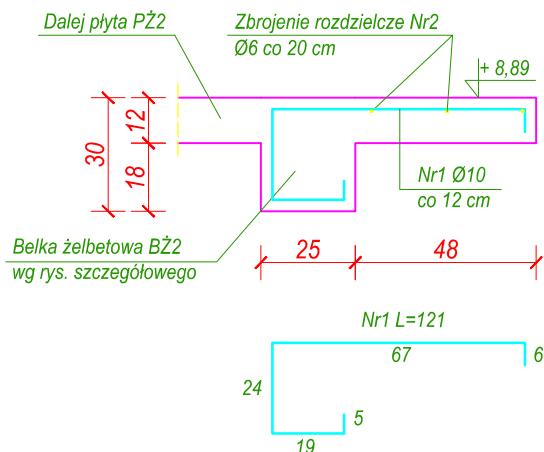 Dalej płyta PŻ2
Zbrojenie rozdzielcze Nr2
Ø6 co 20 cm
+ 8,89
12
30
18
Nr1 Ø10
co 12 cm
Belka żelbetowa BŻ2
wg rys. szczegółowego
25
48
Nr1 L=121
67
6
24
5
19